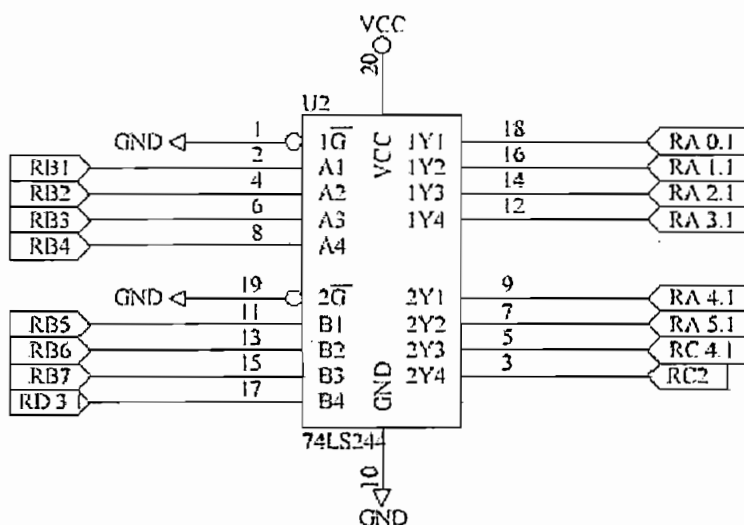 VCC
20
U2
GND 1 1G 1Y1 18 RA 0.1
RB1 2 A1 VCC 1Y2 16 RA 1.1
RB2 4 A2 1Y3 14 RA 2.1
RB3 6 A3 1Y4 12 RA 3.1
RB4 8 A4
GND 19 2G 2Y1 9 RA 4.1
RB5 11 B1 2Y2 7 RA 5.1
RB6 13 B2 2Y3 5 RC 4.1
RB7 15 B3 GND 2Y4 3 RC2
RD 3 17 B4
74LS244
10
GND